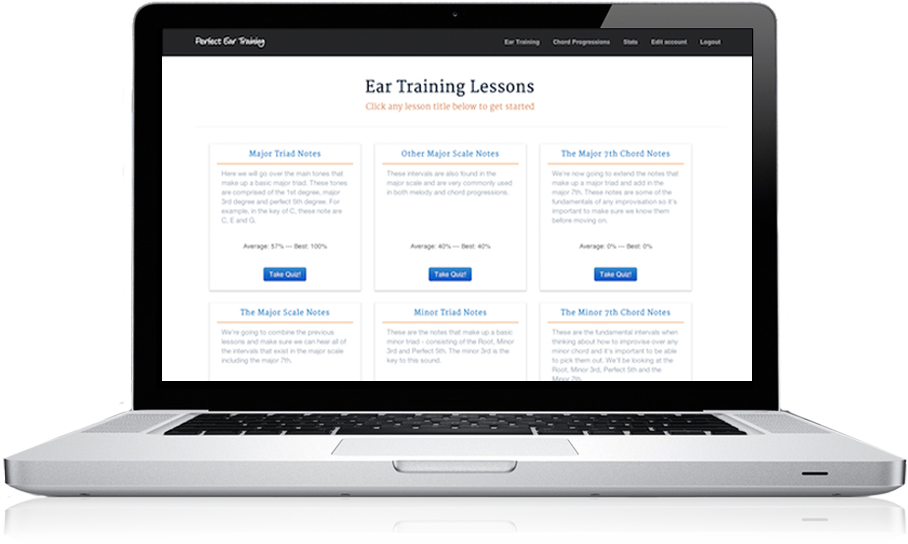 Perfect Ear Training
Ear Training Chord Progressions Stats Edit account Logout
Ear Training Lessons
Click any lesson title below to get started
Major Triad Notes
Here we will go over the main tones that
make up a basic major triad. These tones
are comprised of the 1st degree, major
3rd degree and perfect 5th degree. For
example, in the key of C, these note are
C, E and G.
Average: 57% --- Best: 100%
Take Quiz!
Other Major Scale Notes
These intervals are also found in the
major scale and are very commonly used
in both melody and chord progressions.
Average: 40% --- Best: 40%
Take Quiz!
The Major 7th Chord Notes
We're now going to extend the notes that
make up a major triad and add in the
major 7th. These notes are some of the
fundamentals of any improvisation so it's
important to make sure we know them
before moving on.
Average: 0% --- Best: 0%
Take Quiz!
The Major Scale Notes
We're going to combine the previous
lessons and make sure we can hear all of
the intervals that exist in the major scale
including the major 7th.
Minor Triad Notes
These are the notes that make up a basic
minor triad - consisting of the Root, Minor
3rd and Perfect 5th. The minor 3rd is the
key to this sound.
The Minor 7th Chord Notes
These are the fundamental intervals when
thinking about how to improvise over any
minor chord and it's important to be able
to pick them out. We'll be looking at the
Root, Minor 3rd, Perfect 5th and the
Minor 7th.